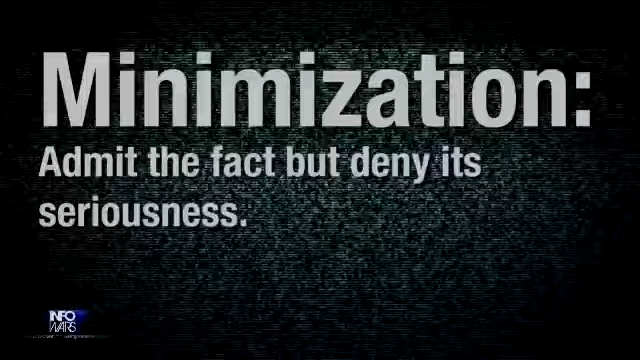 Minimization:
Admit the fact but deny its
seriousness.
INFO
WARS